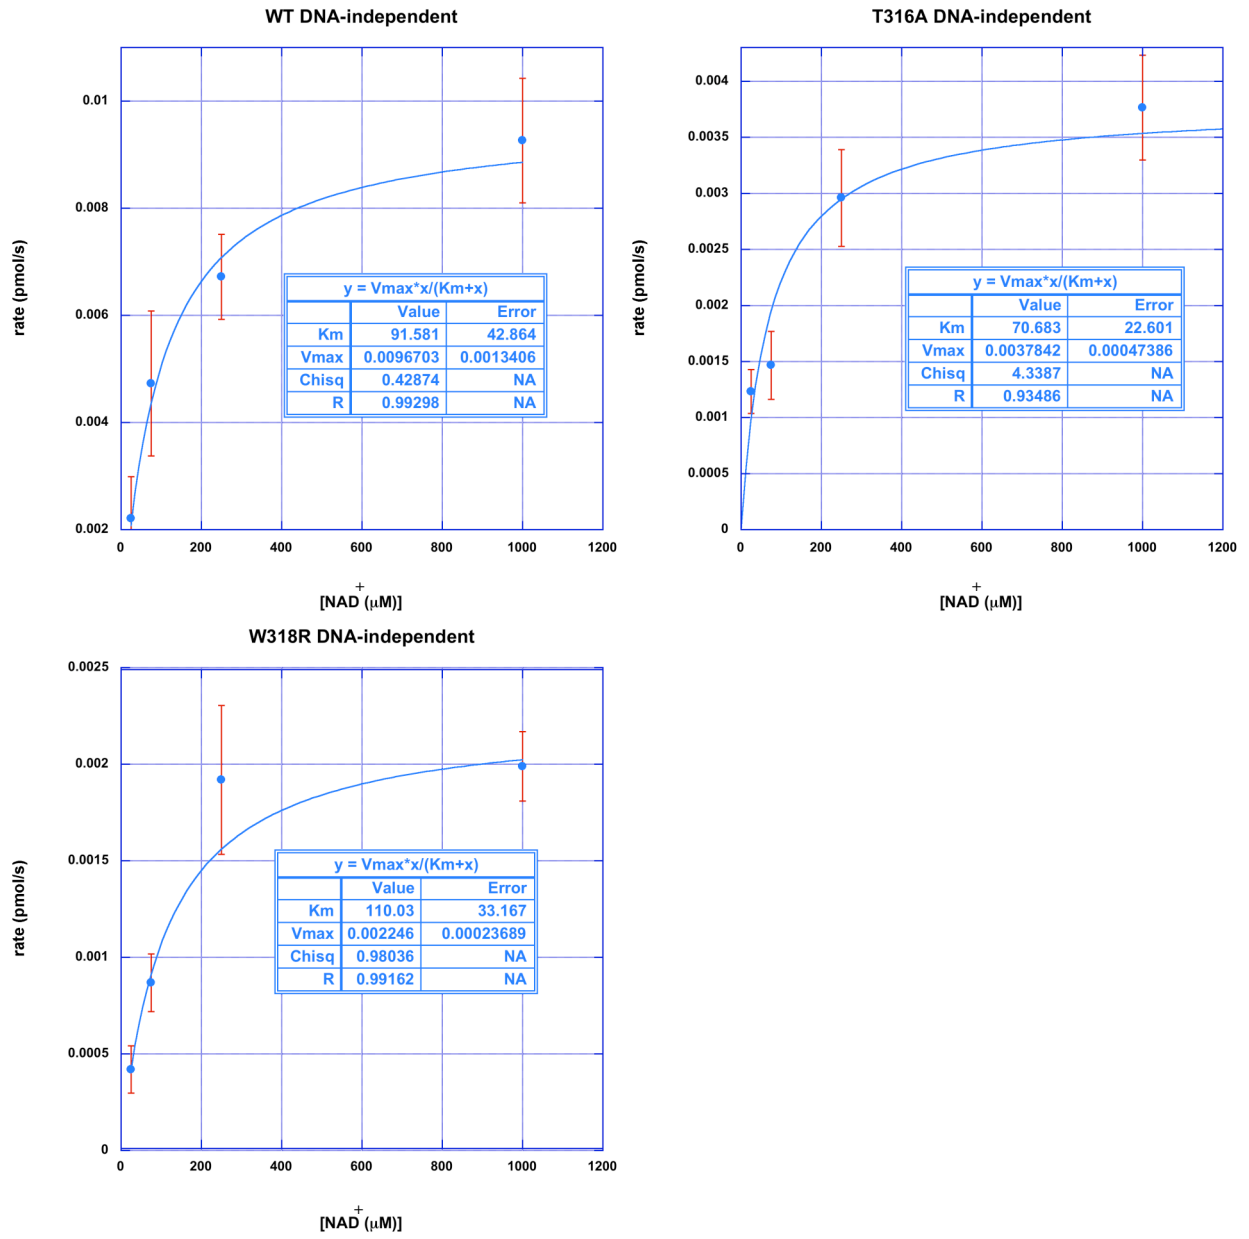 WT DNA-independent
rate (pmol/s)
0.01
0.008
0.006
0.004
0.002
0 200 400 600 800 1000 1200
+
[NAD (μM)]
y = Vmax*x/(Km+x)
Value Error
Km 91.581 42.864
Vmax 0.0096703 0.0013406
Chisq 0.42874 NA
R 0.99298 NA
T316A DNA-independent
rate (pmol/s)
0.004
0.0035
0.003
0.0025
0.002
0.0015
0.001
0.0005
0
0 200 400 600 800 1000 1200
+
[NAD (μM)]
y = Vmax*x/(Km+x)
Value Error
Km 70.683 22.601
Vmax 0.0037842 0.00047386
Chisq 4.3387 NA
R 0.93486 NA
W318R DNA-independent
rate (pmol/s)
0.0025
0.002
0.0015
0.001
0.0005
0
0 200 400 600 800 1000 1200
+
[NAD (μM)]
y = Vmax*x/(Km+x)
Value Error
Km 110.03 33.167
Vmax 0.002246 0.00023689
Chisq 0.98036 NA
R 0.99162 NA